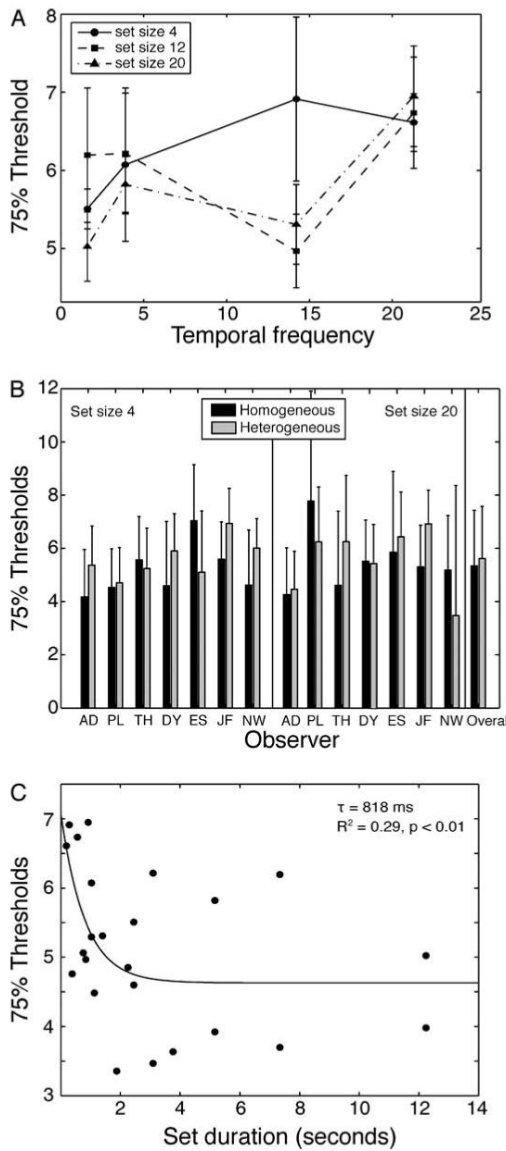 A
set size 4
set size 12
set size 20
8
7
6
5
75% Threshold
0 5 10 15 20 25
Temporal frequency
B
12
10
8
6
4
2
0
Set size 4
Homogeneous
Heterogeneous
Set size 20
75% Thresholds
AD PL TH DY ES JF NW AD PL TH DY ES JF NW Overal
Observer
C
7
6
5
4
3
τ = 818 ms
R² = 0.29, p < 0.01
75% Thresholds
2 4 6 8 10 12 14
Set duration (seconds)